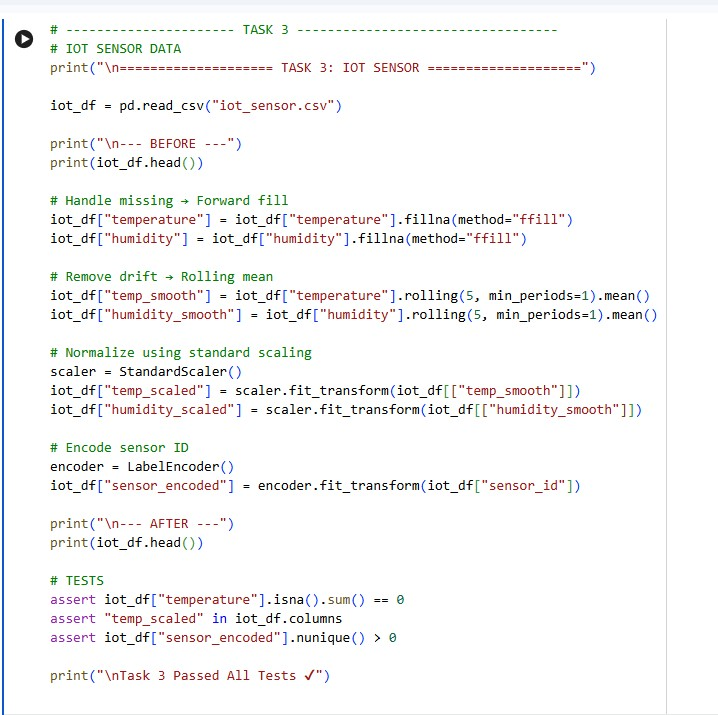 # ---------------------- TASK 3 ----------------------------------
# IOT SENSOR DATA
print("\n==================== TASK 3: IOT SENSOR ====================")
iot_df = pd.read_csv("iot_sensor.csv")
print("\n--- BEFORE ---")
print(iot_df.head())
# Handle missing → Forward fill
iot_df["temperature"] = iot_df["temperature"].fillna(method="ffill")
iot_df["humidity"] = iot_df["humidity"].fillna(method="ffill")
# Remove drift → Rolling mean
iot_df["temp_smooth"] = iot_df["temperature"].rolling(5, min_periods=1).mean()
iot_df["humidity_smooth"] = iot_df["humidity"].rolling(5, min_periods=1).mean()
# Normalize using standard scaling
scaler = StandardScaler()
iot_df["temp_scaled"] = scaler.fit_transform(iot_df[["temp_smooth"]])
iot_df["humidity_scaled"] = scaler.fit_transform(iot_df[["humidity_smooth"]])
# Encode sensor ID
encoder = LabelEncoder()
iot_df["sensor_encoded"] = encoder.fit_transform(iot_df["sensor_id"])
print("\n--- AFTER ---")
print(iot_df.head())
# TESTS
assert iot_df["temperature"].isna().sum() == 0
assert "temp_scaled" in iot_df.columns
assert iot_df["sensor_encoded"].nunique() > 0
print("\nTask 3 Passed All Tests ✓")